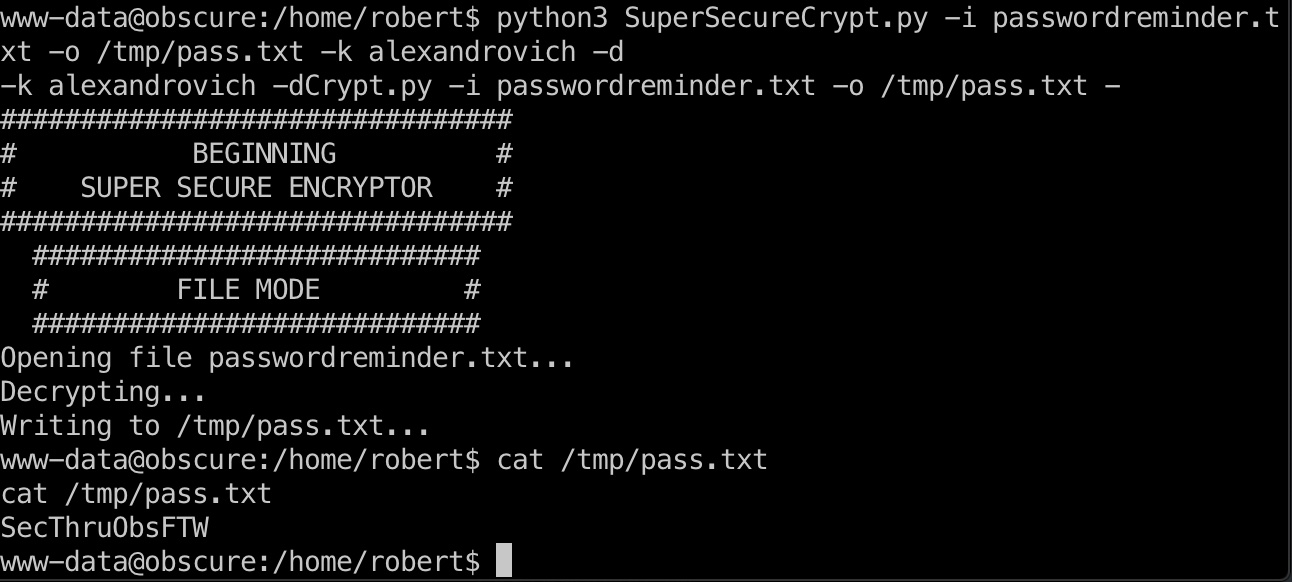 www-data@obscure:/home/robert$ python3 SuperSecureCrypt.py -i passwordreminder.t
xt -o /tmp/pass.txt -k alexandrovich -d
-k alexandrovich -dCrypt.py -i passwordreminder.txt -o /tmp/pass.txt -
################################
#           BEGINNING          #
#    SUPER SECURE ENCRYPTOR    #
################################
  ############################
  #        FILE MODE         #
  ############################
Opening file passwordreminder.txt...
Decrypting...
Writing to /tmp/pass.txt...
www-data@obscure:/home/robert$ cat /tmp/pass.txt
cat /tmp/pass.txt
SecThruObsFTW
www-data@obscure:/home/robert$